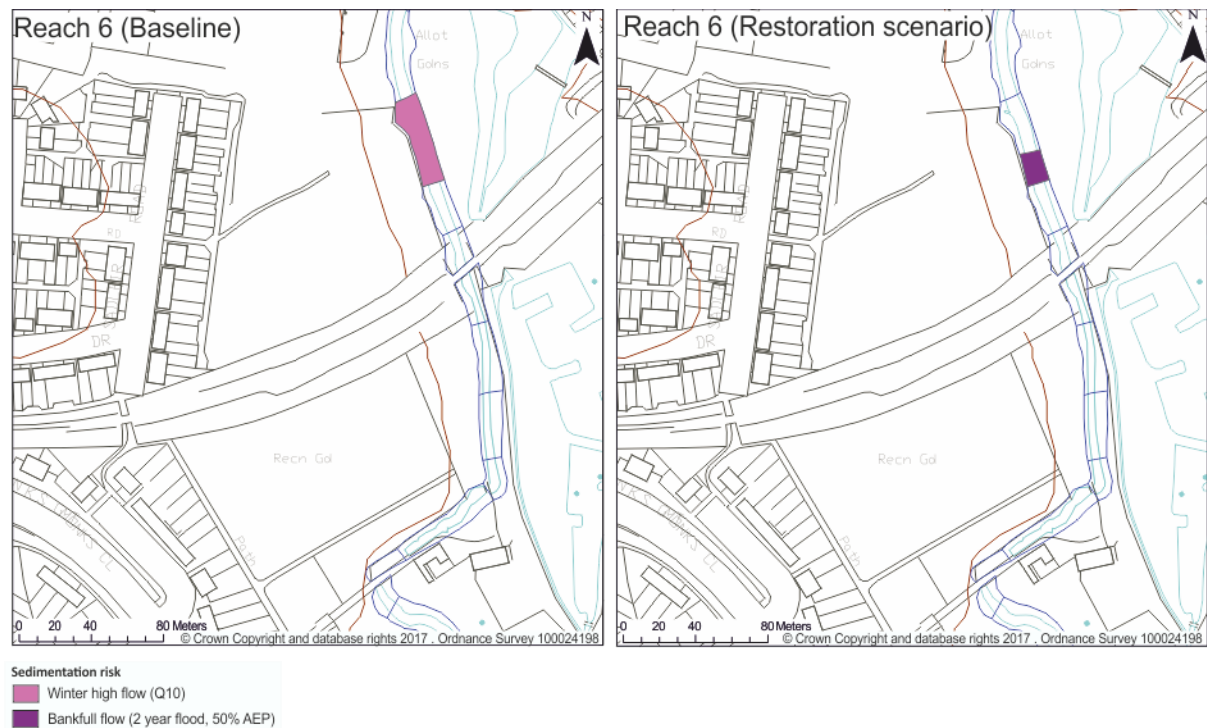 Reach 6 (Baseline)
N
Allot
Gdns
ROAD
RD
DR
Recn Gd
Path
0 20 40 80 Meters
© Crown Copyright and database rights 2017 . Ordnance Survey 100024198
Reach 6 (Restoration scenario)
N
Allot
Gdns
ROAD
RD
DR
Recn Gd
Path
0 20 40 80 Meters
© Crown Copyright and database rights 2017 . Ordnance Survey 100024198
Sedimentation risk
Winter high flow (Q10)
Bankfull flow (2 year flood, 50% AEP)